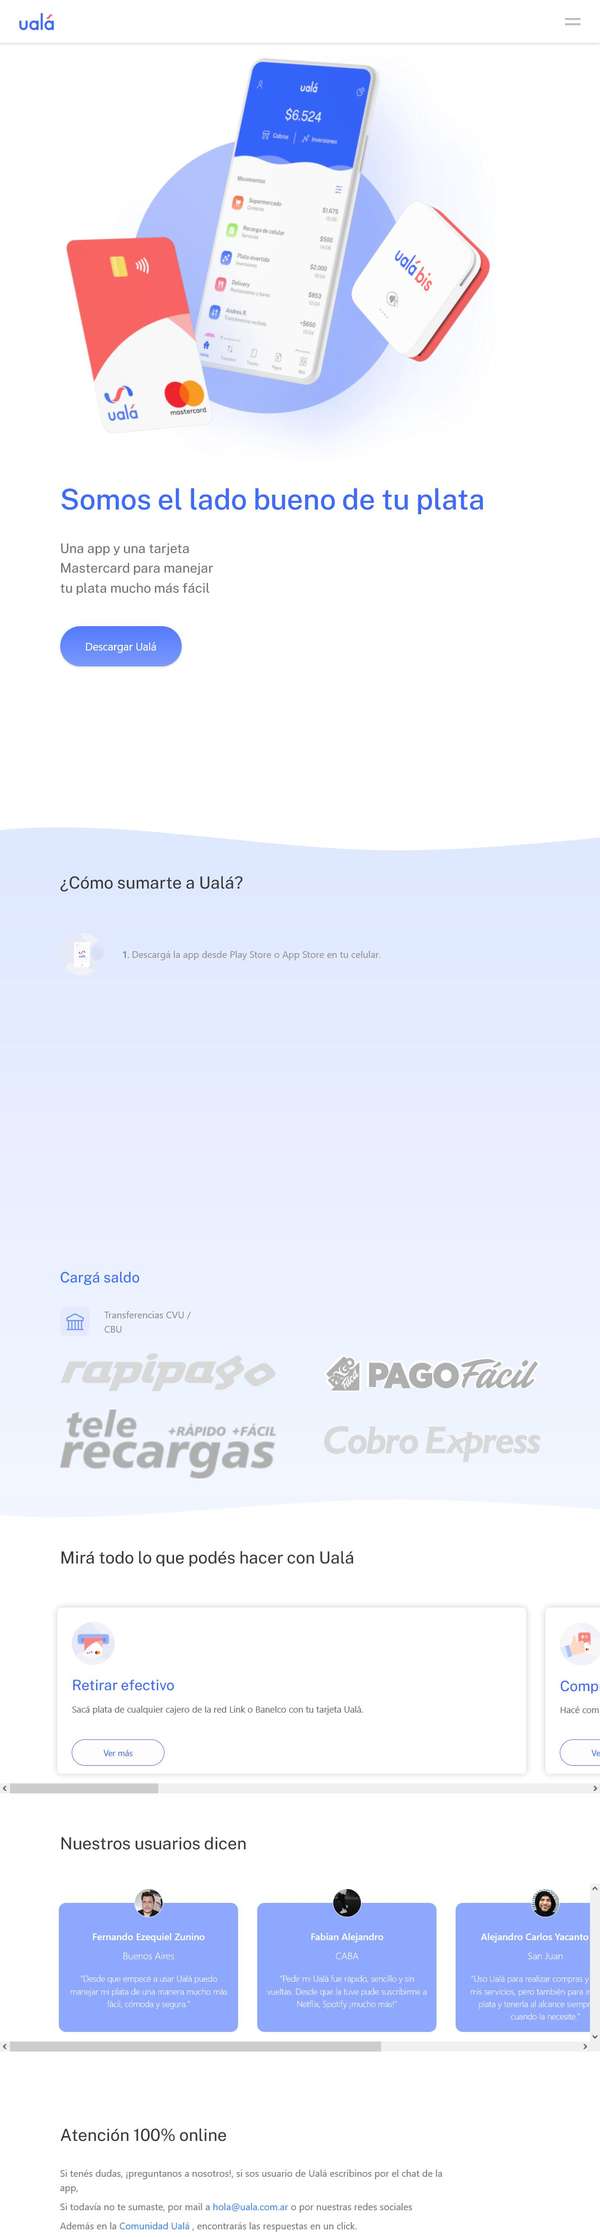 ualá
ualá
$6.524
Cobros
Inversiones
Movimientos
Supermercado
$1.675
Recarga de celular
$500
Plata invertida
$2.000
Delivery
$853
Andres R.
+$650
ualá bis
ualá
mastercard
Somos el lado bueno de tu plata
Una app y una tarjeta
Mastercard para manejar
tu plata mucho más fácil
Descargar Ualá
¿Cómo sumarte a Ualá?
1. Descargá la app desde Play Store o App Store en tu celular.
Cargá saldo
Transferencias CVU /
CBU
rapipago
PAGO Fácil
tele
recargas
+RÁPIDO +FÁCIL
Cobro Express
Mirá todo lo que podés hacer con Ualá
Retirar efectivo
Comp
Sacá plata de cualquier cajero de la red Link o Banelco con tu tarjeta Ualá.
Hacé com
Ver más
Ve
Nuestros usuarios dicen
Fernando Ezequiel Zunino
Buenos Aires
"Desde que empecé a usar Ualá puedo
manejar mi plata de una manera mucho más
fácil, cómoda y segura."
Fabian Alejandro
CABA
"Pedir mi Ualá fue rápido, sencillo y sin
vueltas. Desde que la tuve pude suscribirme a
Netflix, Spotify ¡mucho más!"
Alejandro Carlos Yacanto
San Juan
"Uso Ualá para realizar compras y
mis servicios, pero también para in
plata y tenerla al alcance siempr
cuando la necesite."
Atención 100% online
Si tenés dudas, ¡preguntanos a nosotros!, si sos usuario de Ualá escribinos por el chat de la
app,
Si todavía no te sumaste, por mail a hola@uala.com.ar o por nuestras redes sociales
Además en la Comunidad Ualá , encontrarás las respuestas en un click.